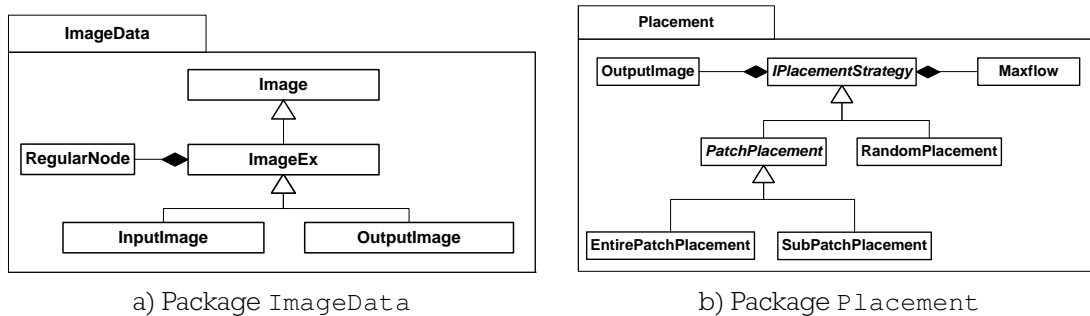 ImageData
Image
RegularNode
ImageEx
InputImage
OutputImage
a) Package ImageData
Placement
OutputImage
IPlacementStrategy
Maxflow
PatchPlacement
RandomPlacement
EntirePatchPlacement
SubPatchPlacement
b) Package Placement